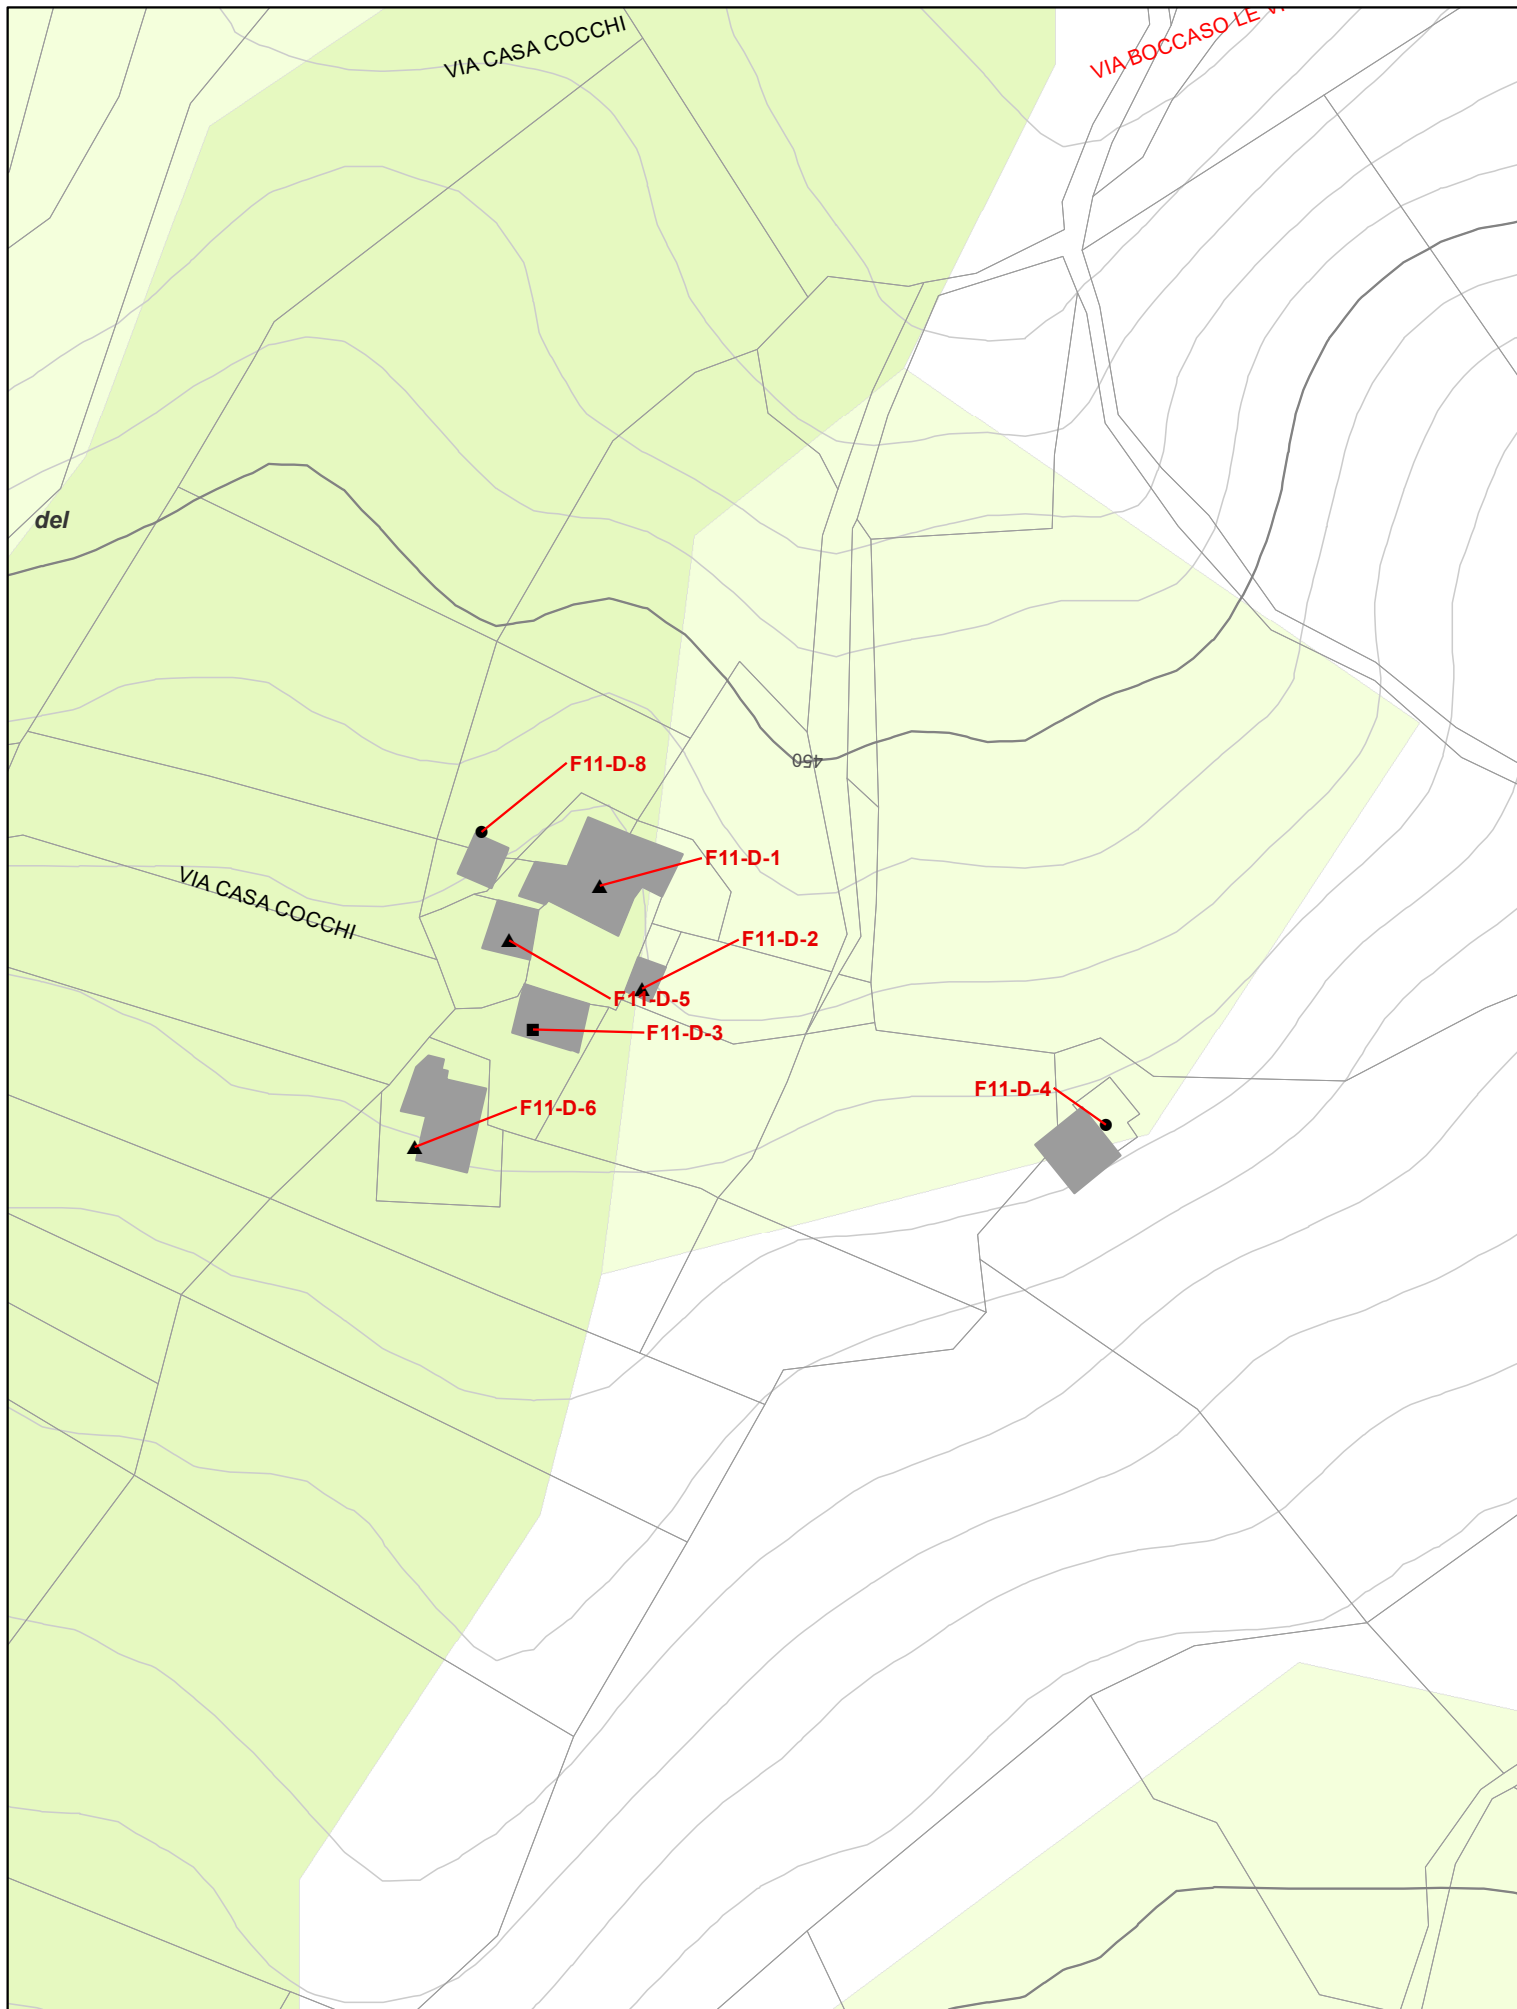 VIA CASA COCCHI
VIA BOCCASO LE
del
450
F11-D-8
F11-D-1
VIA CASA COCCHI
F11-D-2
F11-D-5
F11-D-3
F11-D-4
F11-D-6